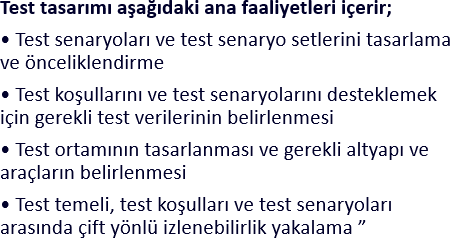 Test tasarımı aşağıdaki ana faaliyetleri içerir;
• Test senaryoları ve test senaryo setlerini tasarlama
ve önceliklendirme
• Test koşullarını ve test senaryolarını desteklemek
için gerekli test verilerinin belirlenmesi
• Test ortamının tasarlanması ve gerekli altyapı ve
araçların belirlenmesi
• Test temeli, test koşulları ve test senaryoları
arasında çift yönlü izlenebilirlik yakalama ”